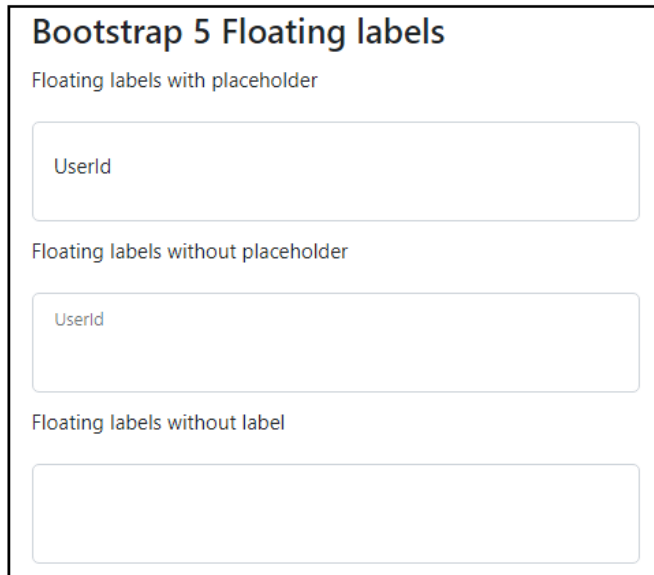 Bootstrap 5 Floating labels
Floating labels with placeholder
UserId
Floating labels without placeholder
UserId
Floating labels without label